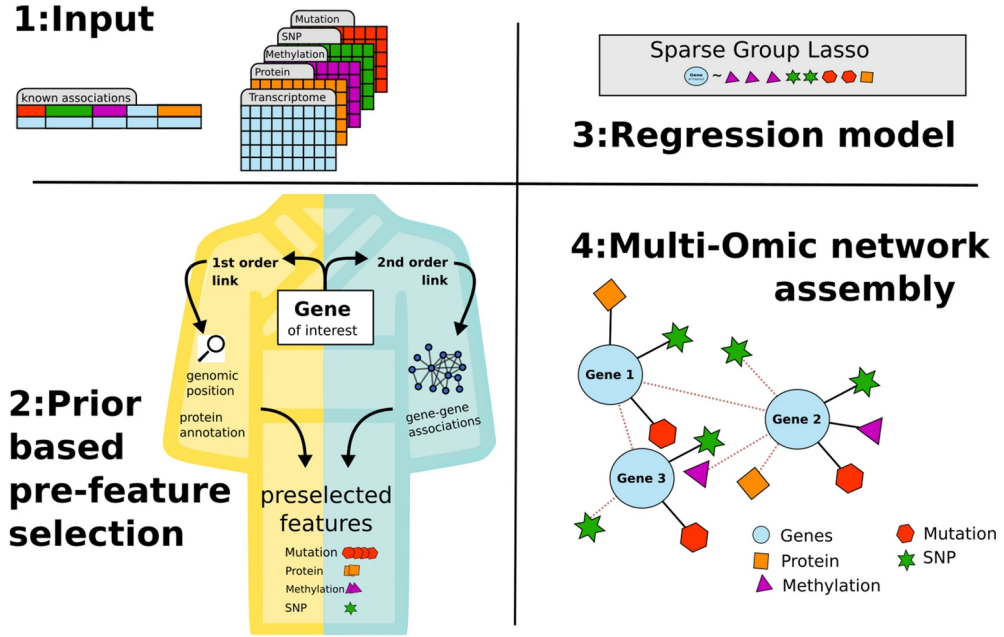 1:Input
Mutation
SNP
Methylation
Protein
Transcriptome
known associations
Sparse Group Lasso
Gene
of interest
~
3:Regression model
1st order
link
2nd order
link
Gene
of interest
genomic
position
protein
annotation
gene-gene
associations
2:Prior
based
pre-feature
selection
preselected
features
Mutation
Protein
Methylation
SNP
4:Multi-Omic network
assembly
Gene 1
Gene 2
Gene 3
Genes
Mutation
Protein
SNP
Methylation